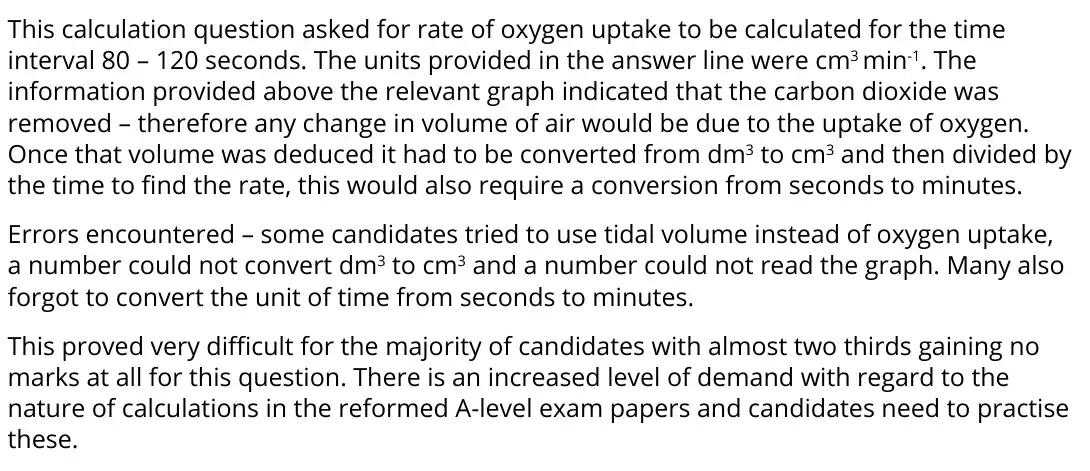 This calculation question asked for rate of oxygen uptake to be calculated for the time
interval 80 – 120 seconds. The units provided in the answer line were cm³ min⁻¹. The
information provided above the relevant graph indicated that the carbon dioxide was
removed – therefore any change in volume of air would be due to the uptake of oxygen.
Once that volume was deduced it had to be converted from dm³ to cm³ and then divided by
the time to find the rate, this would also require a conversion from seconds to minutes.
Errors encountered – some candidates tried to use tidal volume instead of oxygen uptake,
a number could not convert dm³ to cm³ and a number could not read the graph. Many also
forgot to convert the unit of time from seconds to minutes.
This proved very difficult for the majority of candidates with almost two thirds gaining no
marks at all for this question. There is an increased level of demand with regard to the
nature of calculations in the reformed A-level exam papers and candidates need to practise
these.